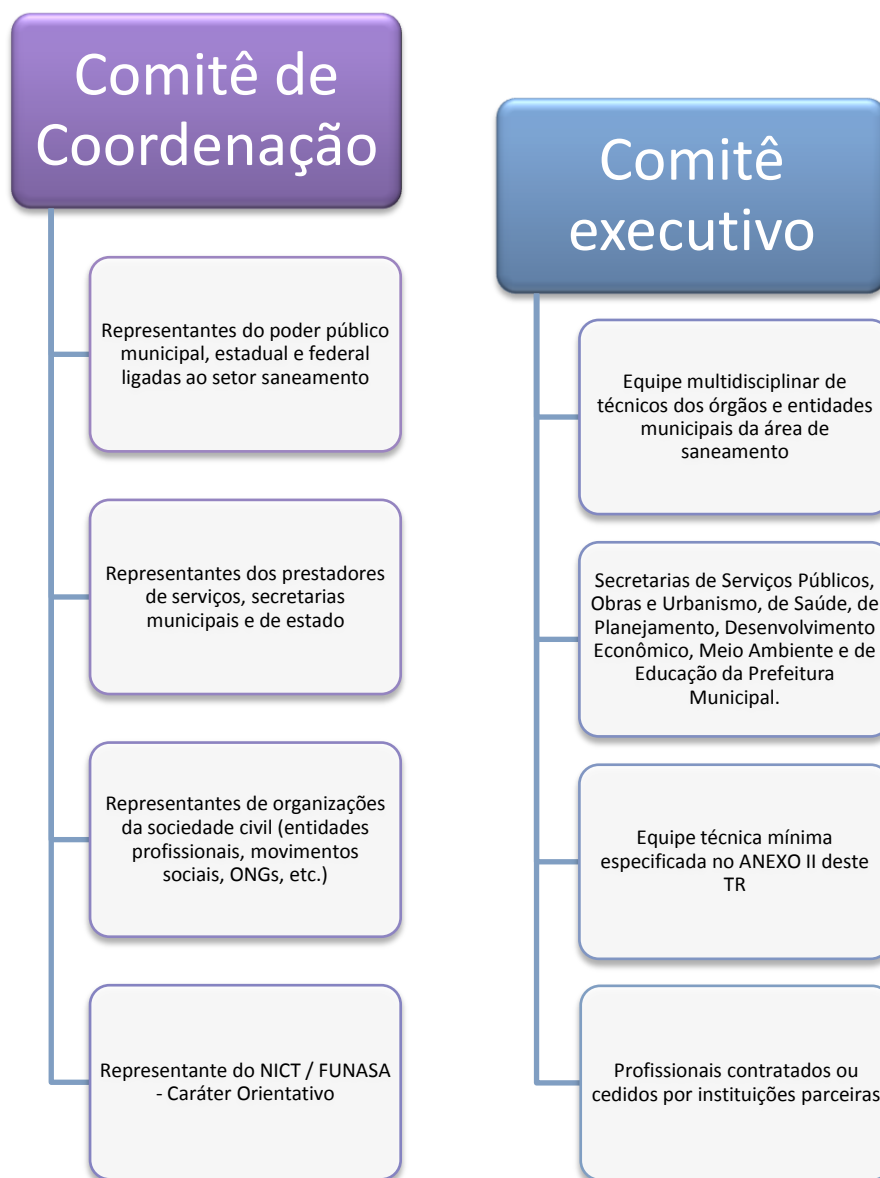 Comitê de
Coordenação
Representantes do poder público
municipal, estadual e federal
ligadas ao setor saneamento
Representantes dos prestadores
de serviços, secretarias
municipais e de estado
Representantes de organizações
da sociedade civil (entidades
profissionais, movimentos
sociais, ONGs, etc.)
Representante do NICT / FUNASA
- Caráter Orientativo
Comitê
executivo
Equipe multidisciplinar de
técnicos dos órgãos e entidades
municipais da área de
saneamento
Secretarias de Serviços Públicos,
Obras e Urbanismo, de Saúde, de
Planejamento, Desenvolvimento
Econômico, Meio Ambiente e de
Educação da Prefeitura
Municipal.
Equipe técnica mínima
especificada no ANEXO II deste
TR
Profissionais contratados ou
cedidos por instituições parceiras